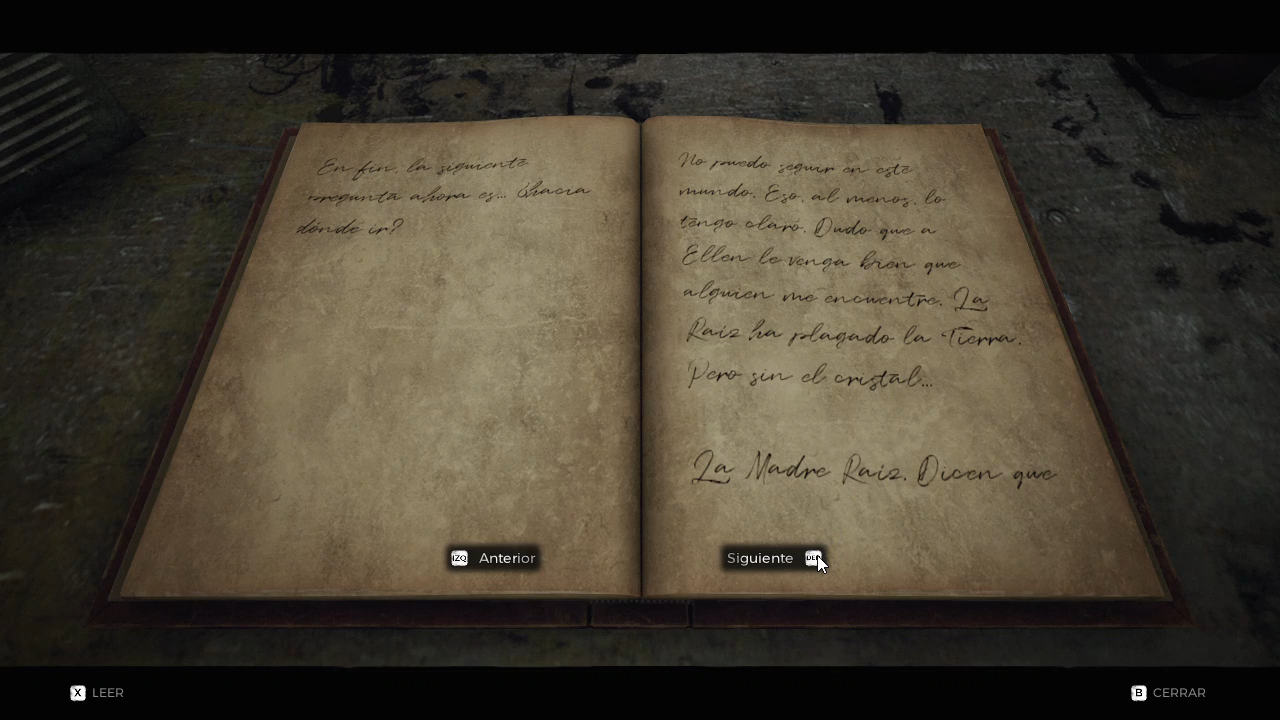 En fin, la siguiente
pregunta ahora es... ¿hacia
dónde ir?
No puedo seguir en este
mundo. Eso, al menos, lo
tengo claro. Dudo que a
Ellen le venga bien que
alguien me encuentre. La
Raíz ha plagado la Tierra.
Pero sin el cristal...
La Madre Raíz. Dicen que
IZQ Anterior
Siguiente DER
X LEER
B CERRAR